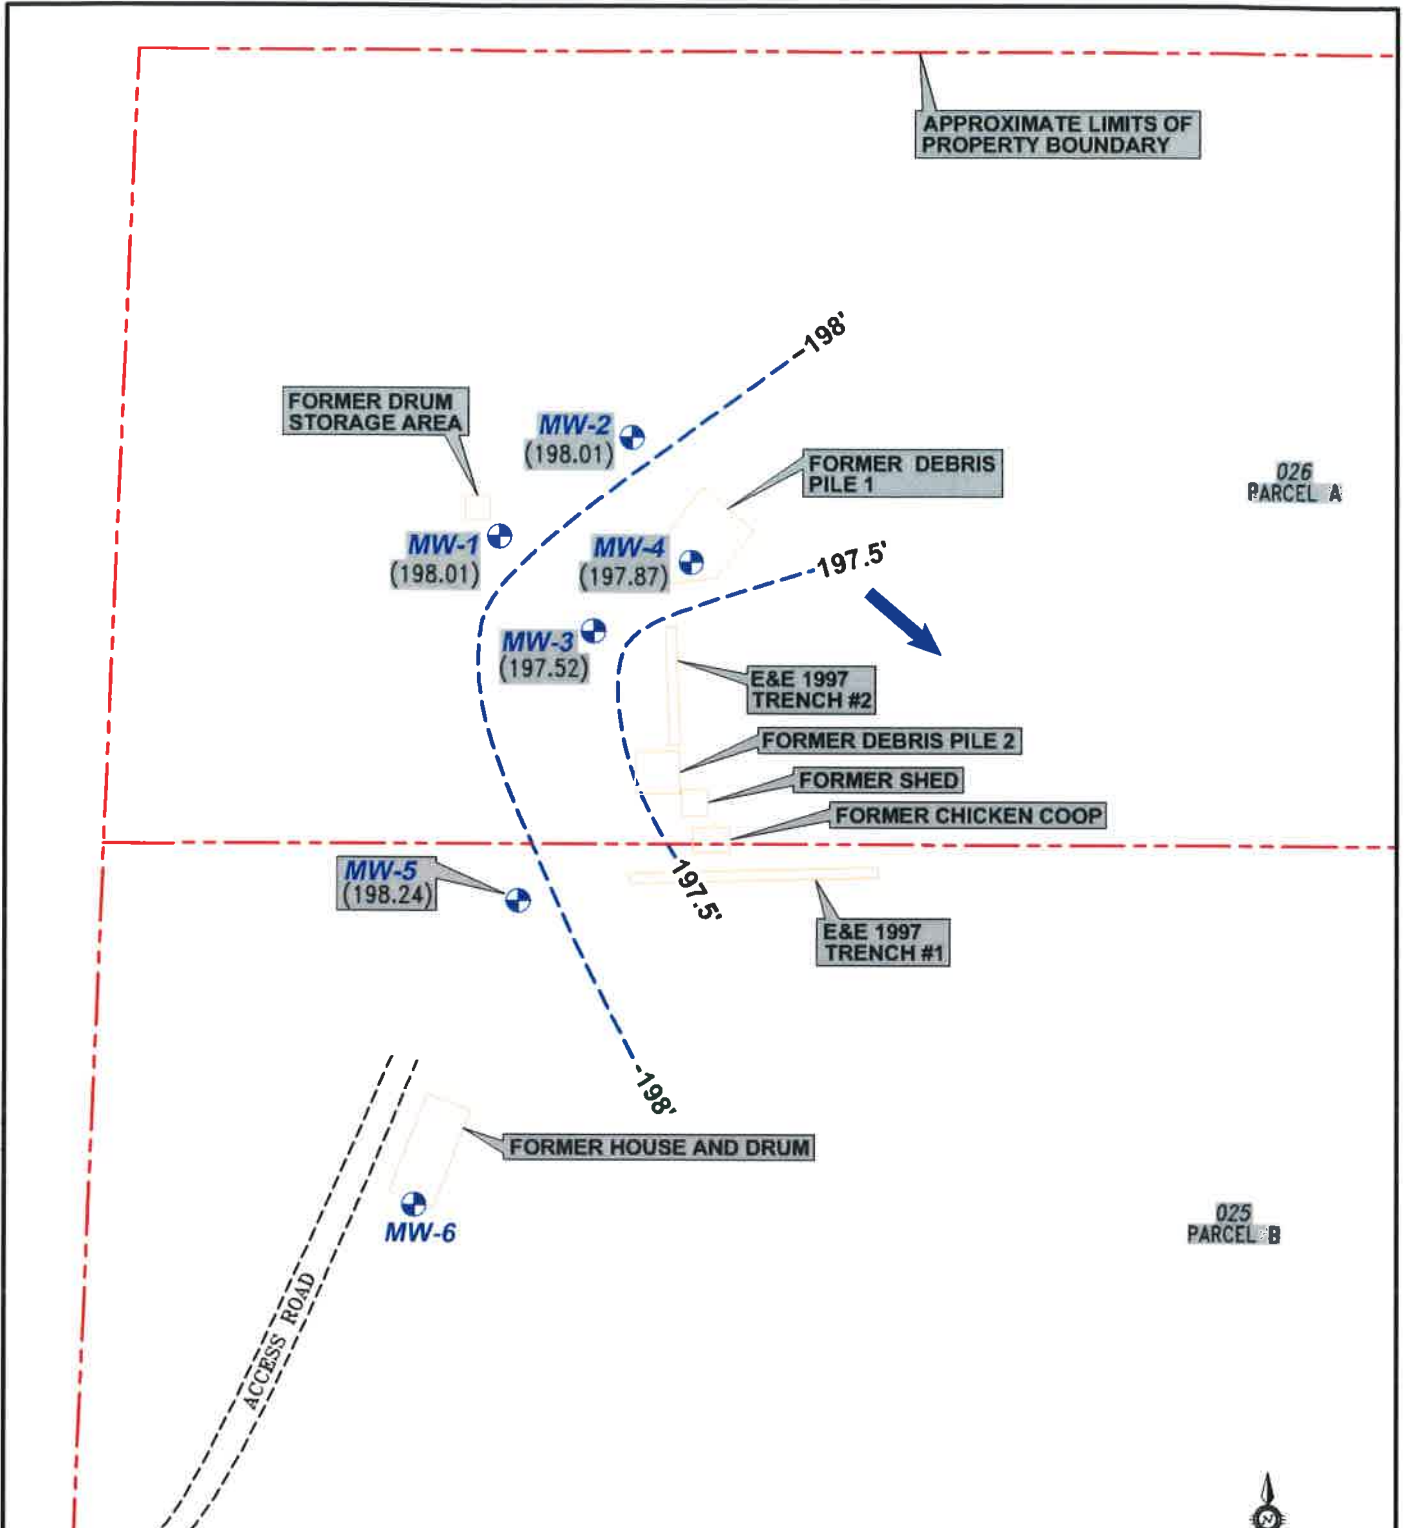 APPROXIMATE LIMITS OF
PROPERTY BOUNDARY
198'
FORMER DRUM
STORAGE AREA
MW-2
(198.01)
FORMER DEBRIS
PILE 1
026
PARCEL A
MW-1
(198.01)
MW-4
(197.87)
197.5'
MW-3
(197.52)
E&E 1997
TRENCH #2
FORMER DEBRIS PILE 2
FORMER SHED
FORMER CHICKEN COOP
MW-5
(198.24)
197.5'
E&E 1997
TRENCH #1
198'
FORMER HOUSE AND DRUM
MW-6
025
PARCEL B
ACCESS ROAD
N